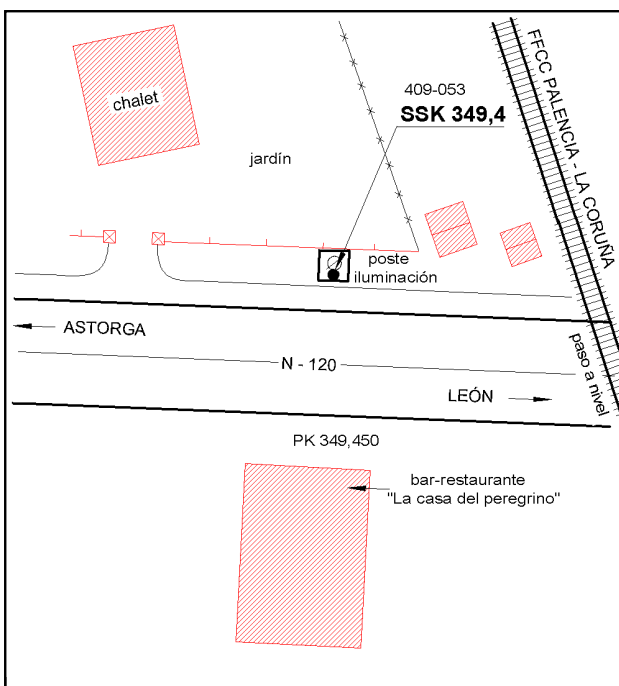 chalet
409-053
SSK 349,4
FFCC PALENCIA - LA CORUÑA
jardín
poste
iluminación
ASTORGA
N - 120
LEÓN
paso a nivel
PK 349,450
bar-restaurante
"La casa del peregrino"